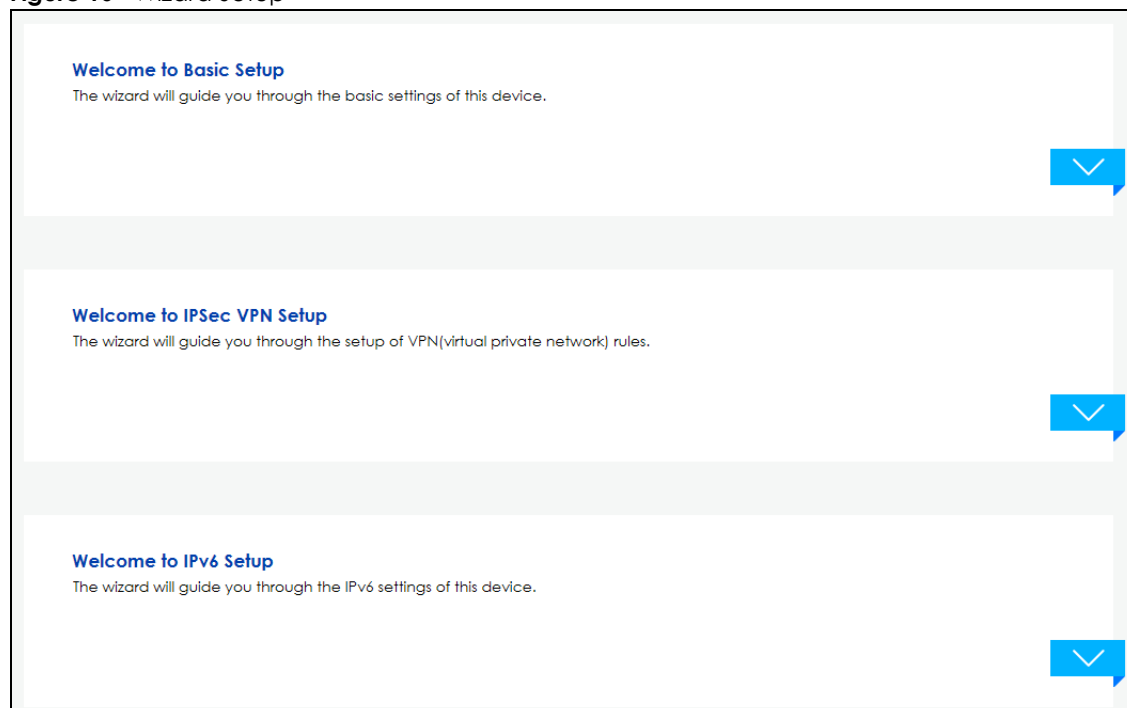 Welcome to Basic Setup
The wizard will guide you through the basic settings of this device.
Welcome to IPSec VPN Setup
The wizard will guide you through the setup of VPN(virtual private network) rules.
Welcome to IPv6 Setup
The wizard will guide you through the IPv6 settings of this device.